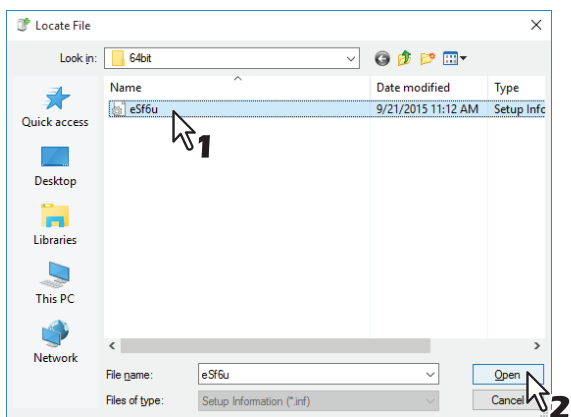 Locate File
Look in:
64bit
Name
Date modified
Type
eSf6u
9/21/2015 11:12 AM
Setup Info
1
Quick access
Desktop
Libraries
This PC
Network
File name:
eSf6u
Open
Files of type:
Setup Information (*.inf)
Cancel
2